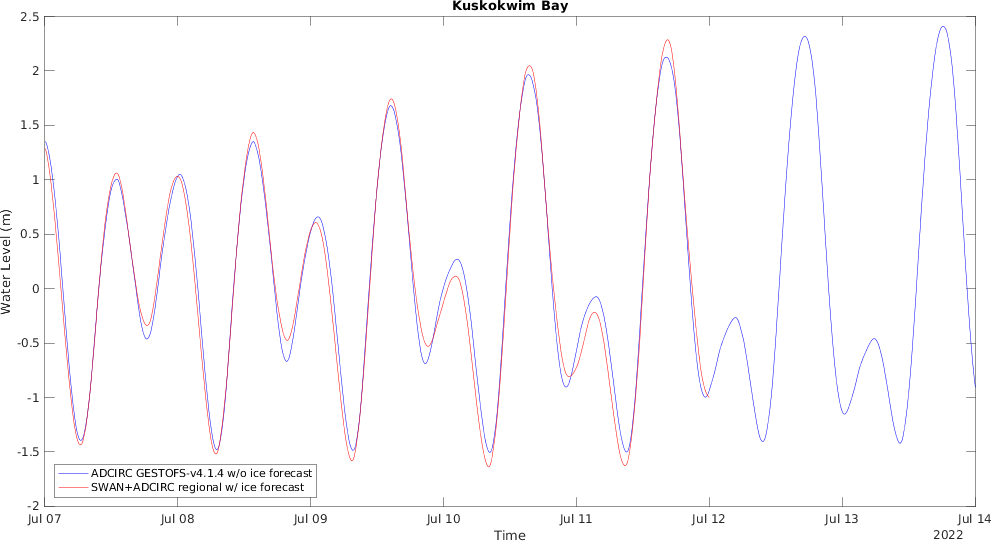 Kuskokwim Bay
2.5
2
1.5
1
0.5
0
-0.5
-1
-1.5
-2
Water Level (m)
ADCIRC GESTOFS-v4.1.4 w/o ice forecast
SWAN+ADCIRC regional w/ ice forecast
Jul 07 Jul 08 Jul 09 Jul 10 Jul 11 Jul 12 Jul 13 Jul 14
Time
2022